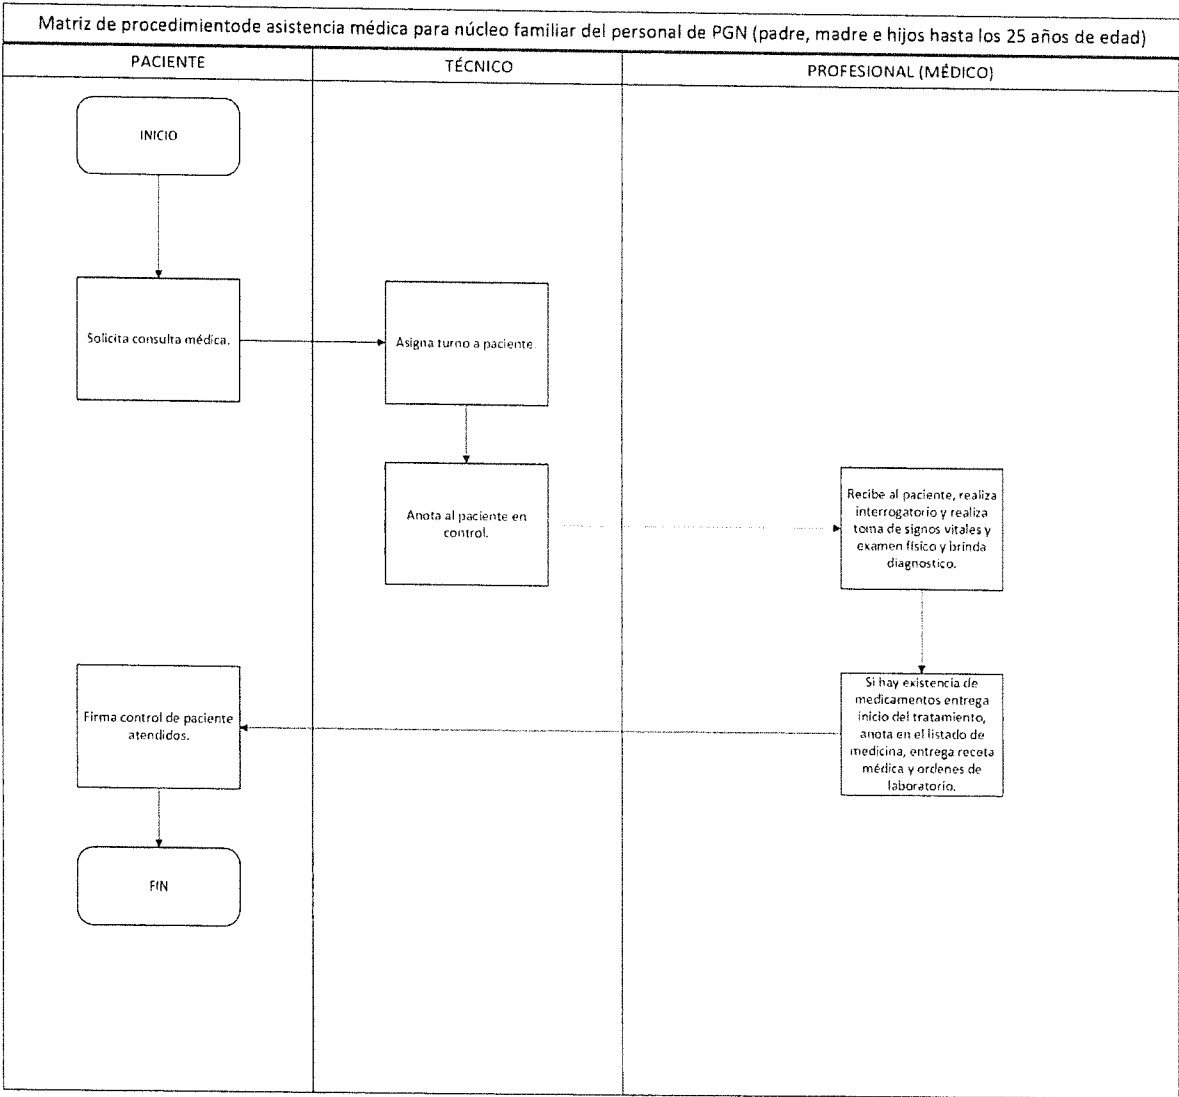 Matriz de procedimientode asistencia médica para núcleo familiar del personal de PGN (padre, madre e hijos hasta los 25 años de edad)
PACIENTE
TÉCNICO
PROFESIONAL (MÉDICO)
INICIO
Solicita consulta médica.
Asigna turno a paciente.
Anota al paciente en
control.
Recibe al paciente, realiza
interrogatorio y realiza
toma de signos vitales y
examen físico y brinda
diagnostico.
Si hay existencia de
medicamentos entrega
inicio del tratamiento,
anota en el listado de
medicina, entrega receta
médica y ordenes de
laboratorio.
Firma control de paciente
atendidos.
FIN